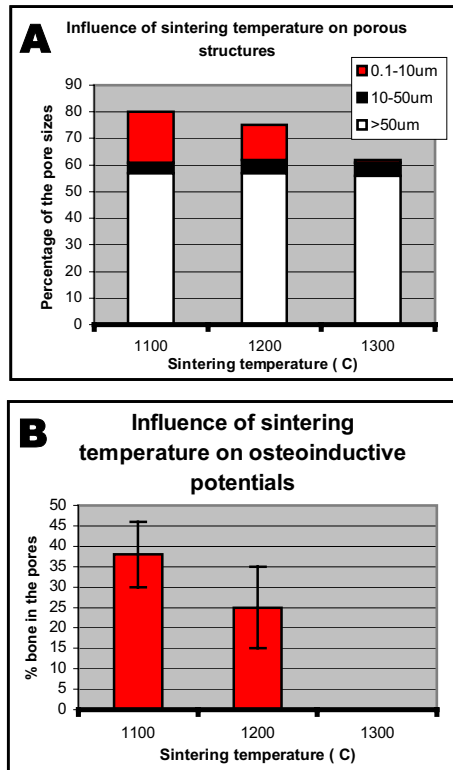 A
Influence of sintering temperature on porous
structures
0.1-10um
10-50um
>50um
Percentage of the pore sizes
90
80
70
60
50
40
30
20
10
0
1100 1200 1300
Sintering temperature ( C)
B
Influence of sintering
temperature on osteoinductive
potentials
% bone in the pores
50
45
40
35
30
25
20
15
10
5
0
1100 1200 1300
Sintering temperature ( C)